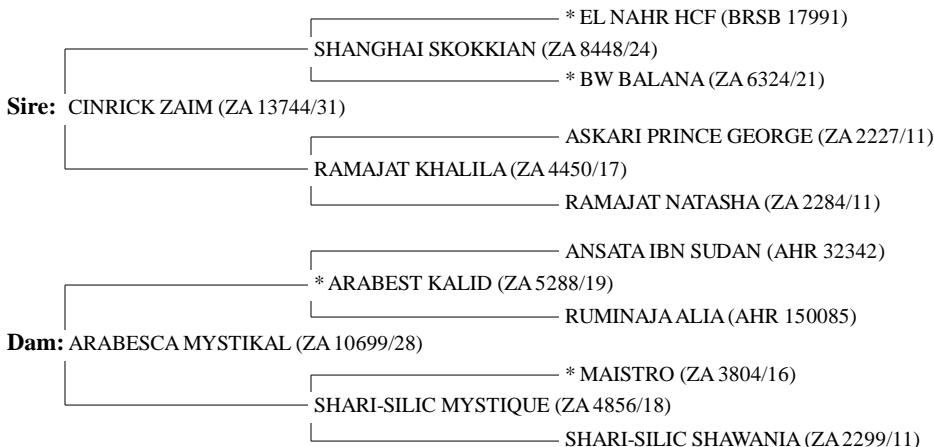 * EL NAHR HCF (BRSB 17991)
SHANGHAI SKOKKIAN (ZA 8448/24)
* BW BALANA (ZA 6324/21)
Sire: CINRICK ZAIM (ZA 13744/31)
ASKARI PRINCE GEORGE (ZA 2227/11)
RAMAJAT KHALILA (ZA 4450/17)
RAMAJAT NATASHA (ZA 2284/11)
ANSATA IBN SUDAN (AHR 32342)
* ARABEST KALID (ZA 5288/19)
RUMINAJA ALIA (AHR 150085)
Dam: ARABESCA MYSTIKAL (ZA 10699/28)
* MAISTRO (ZA 3804/16)
SHARI-SILIC MYSTIQUE (ZA 4856/18)
SHARI-SILIC SHAWANIA (ZA 2299/11)